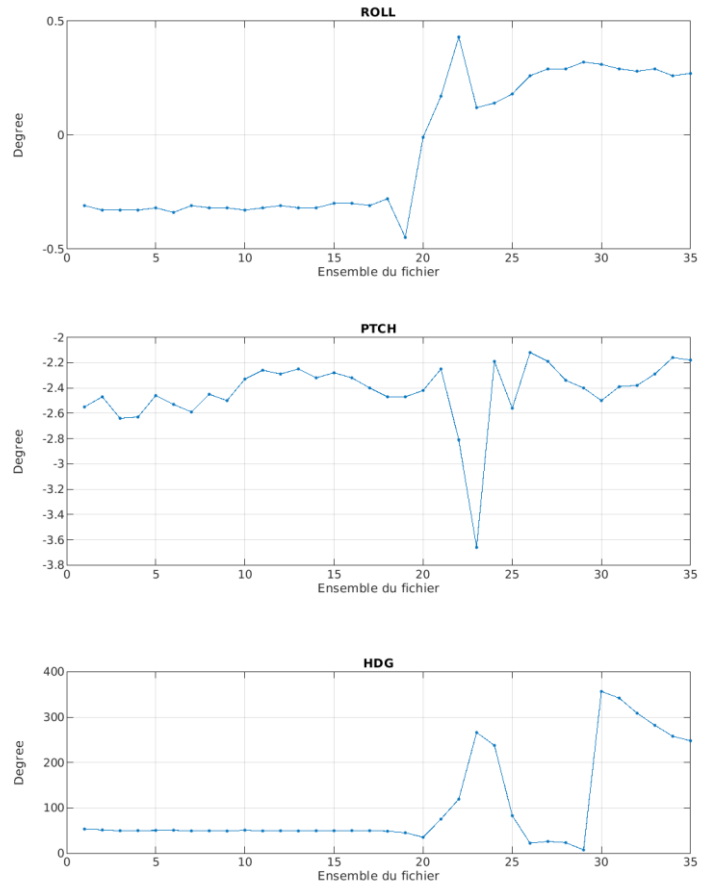 ROLL
0.5
0
-0.5
Degree
0 5 10 15 20 25 30 35
Ensemble du fichier
PTCH
-2
-2.2
-2.4
-2.6
-2.8
-3
-3.2
-3.4
-3.6
-3.8
Degree
0 5 10 15 20 25 30 35
Ensemble du fichier
HDG
400
300
200
100
0
Degree
0 5 10 15 20 25 30 35
Ensemble du fichier